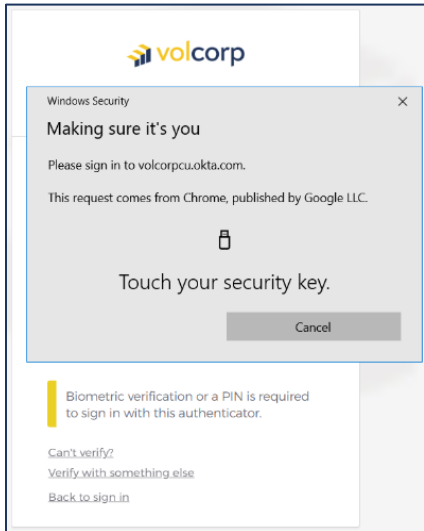 volcorp
Windows Security
Making sure it's you
Please sign in to volcorpcu.okta.com.
This request comes from Chrome, published by Google LLC.
Touch your security key.
Cancel
Biometric verification or a PIN is required
to sign in with this authenticator.
Can't verify?
Verify with something else
Back to sign in